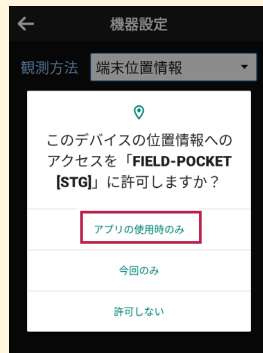 機器設定
観測方法 端末位置情報
このデバイスの位置情報への
アクセスを「FIELD-POCKET
[STG]」に許可しますか？
アプリの使用時のみ
今回のみ
許可しない